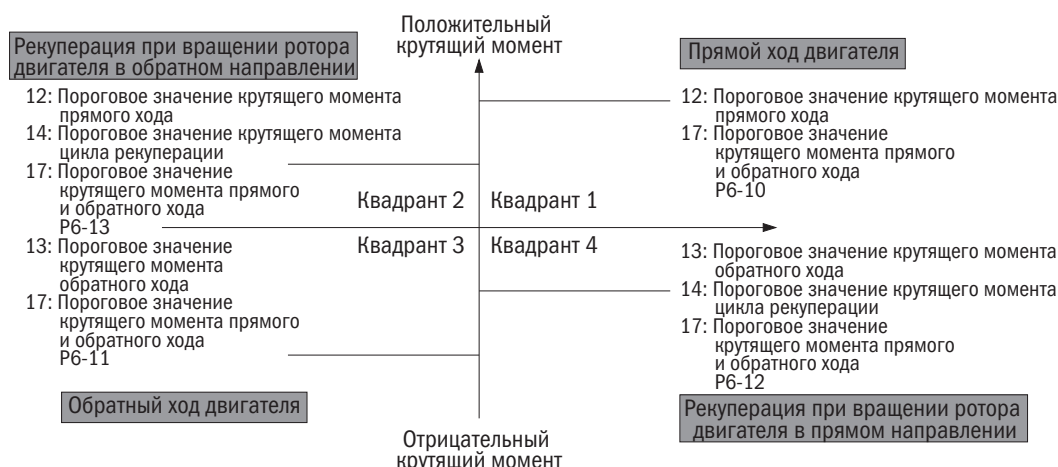 Положительный
крутящий момент
Рекуперация при вращении ротора
двигателя в обратном направлении
12: Пороговое значение крутящего момента
прямого хода
14: Пороговое значение крутящего момента
цикла рекуперации
17: Пороговое значение
крутящего момента прямого
и обратного хода
P6-13
Прямой ход двигателя
12: Пороговое значение крутящего момента
прямого хода
17: Пороговое значение
крутящего момента прямого
и обратного хода
P6-10
Квадрант 2
Квадрант 1
Квадрант 3
Квадрант 4
13: Пороговое значение
крутящего момента
обратного хода
17: Пороговое значение
крутящего момента прямого
и обратного хода
P6-11
Обратный ход двигателя
13: Пороговое значение крутящего момента
обратного хода
14: Пороговое значение крутящего момента
цикла рекуперации
17: Пороговое значение
крутящего момента прямого
и обратного хода
P6-12
Рекуперация при вращении ротора
двигателя в прямом направлении
Отрицательный
крутящий момент